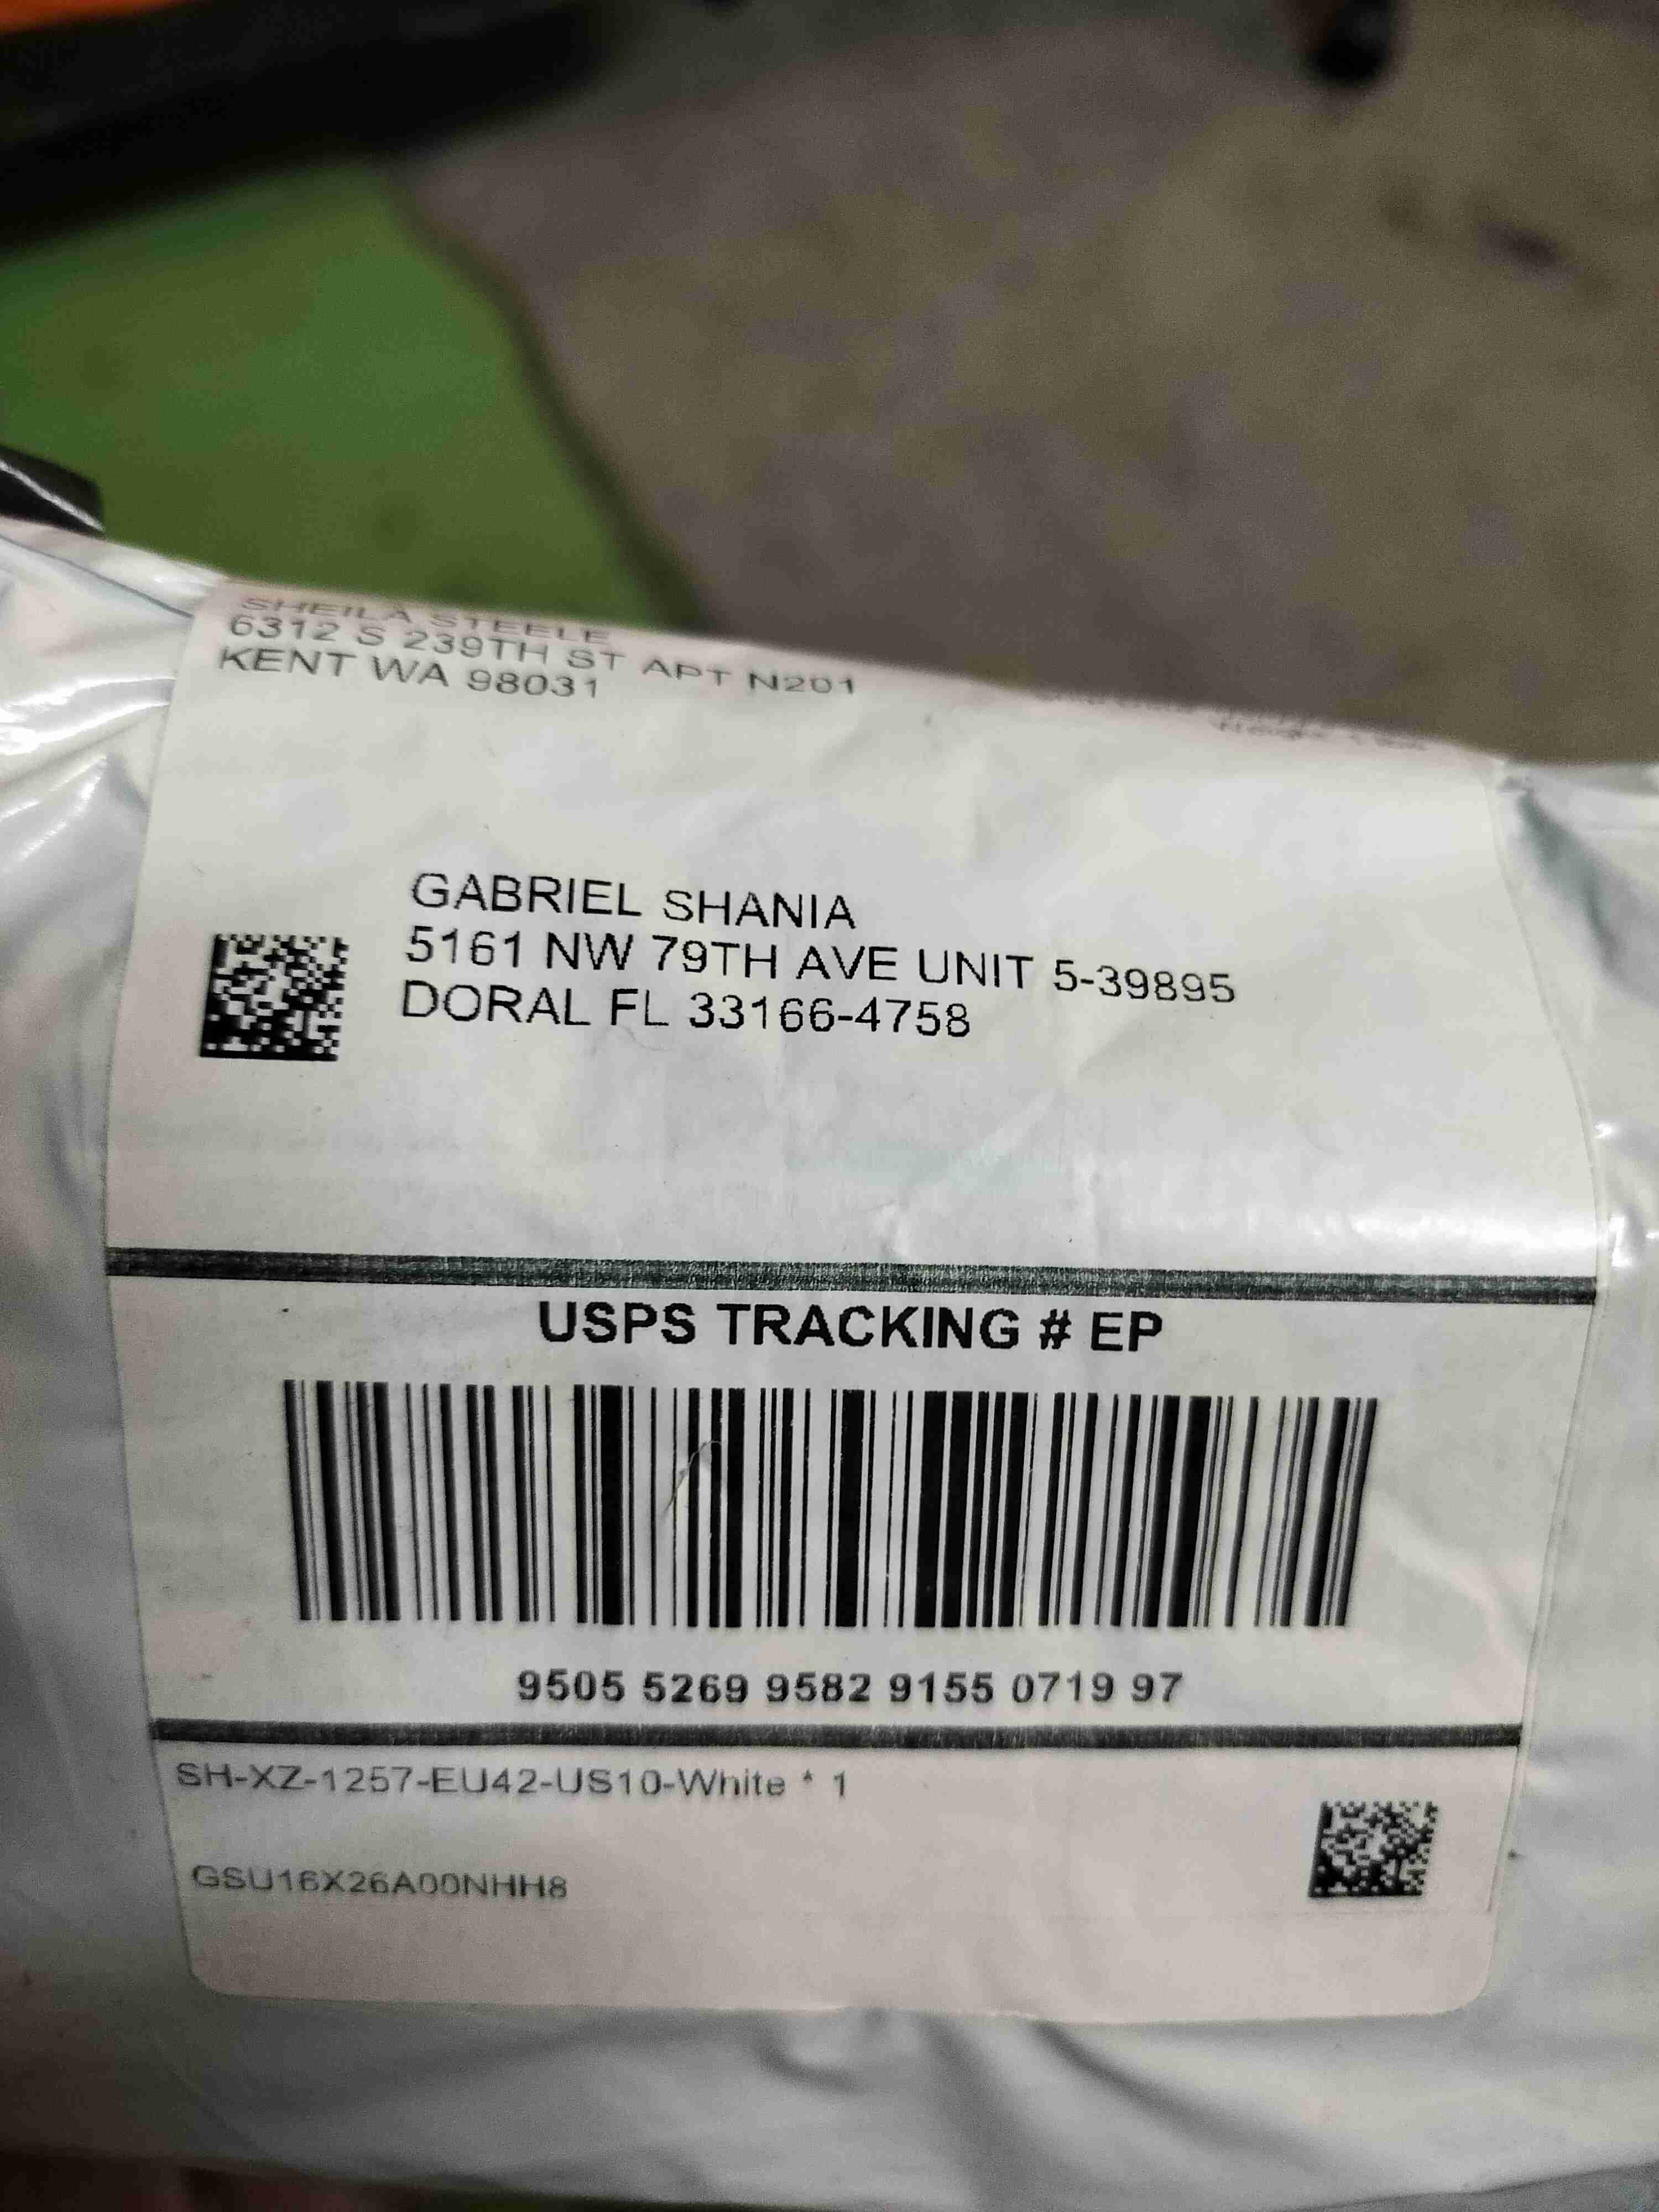 SHEILA STEELE
6312 S 239TH ST APT N201
KENT WA 98031
GABRIEL SHANIA
5161 NW 79TH AVE UNIT 5-39895
DORAL FL 33166-4758
USPS TRACKING # EP
9505 5269 9582 9155 0719 97
SH-XZ-1257-EU42-US10-White * 1
GSU16X26A00NHH8